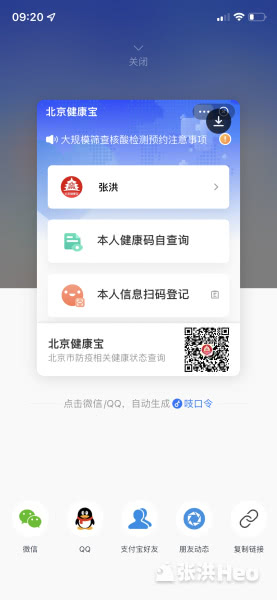 09:20
关闭
北京健康宝
大规模筛查核酸检测预约注意事项
张洪
本人健康码自查询
本人信息扫码登记
北京健康宝
北京市防疫相关健康状态查询
点击微信/QQ，自动生成 吱口令
微信 QQ 支付宝好友 朋友动态 复制链接
张洪Heo